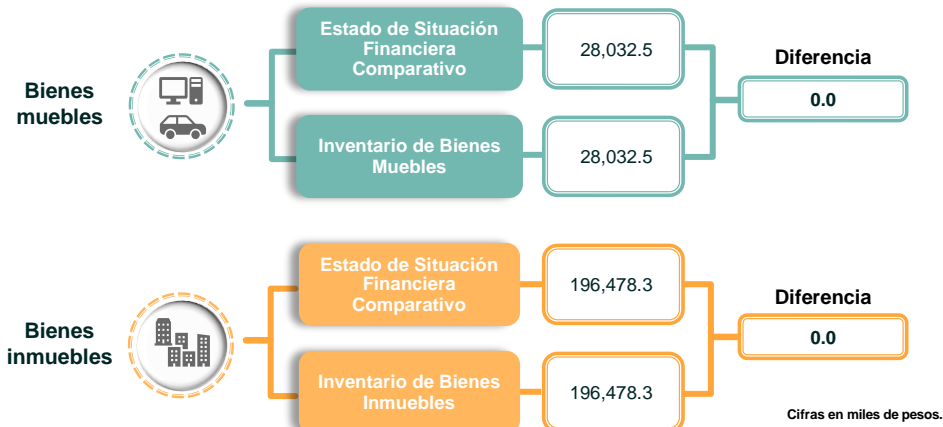 Bienes
muebles
Estado de Situación
Financiera
Comparativo
28,032.5
Inventario de Bienes
Muebles
28,032.5
Diferencia
0.0
Bienes
inmuebles
Estado de Situación
Financiera
Comparativo
196,478.3
Inventario de Bienes
Inmuebles
196,478.3
Diferencia
0.0
Cifras en miles de pesos.